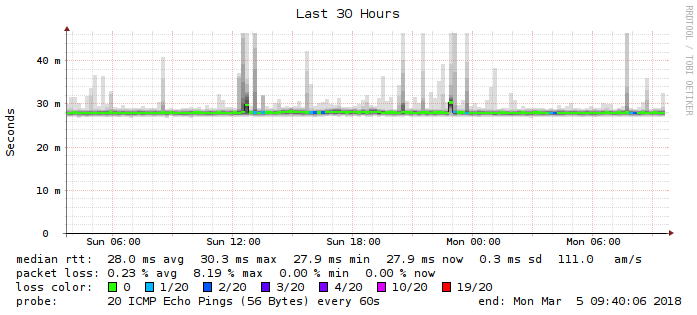 Last 30 Hours
RRDTOOL / TOBI OETIKER
Seconds
40 m
30 m
20 m
10 m
0
Sun 06:00 Sun 12:00 Sun 18:00 Mon 00:00 Mon 06:00
median rtt: 28.0 ms avg 30.3 ms max 27.9 ms min 27.9 ms now 0.3 ms sd 111.0 am/s
packet loss: 0.23 % avg 8.19 % max 0.00 % min 0.00 % now
loss color: 0 1/20 2/20 3/20 4/20 10/20 19/20
probe: 20 ICMP Echo Pings (56 Bytes) every 60s end: Mon Mar 5 09:40:06 2018